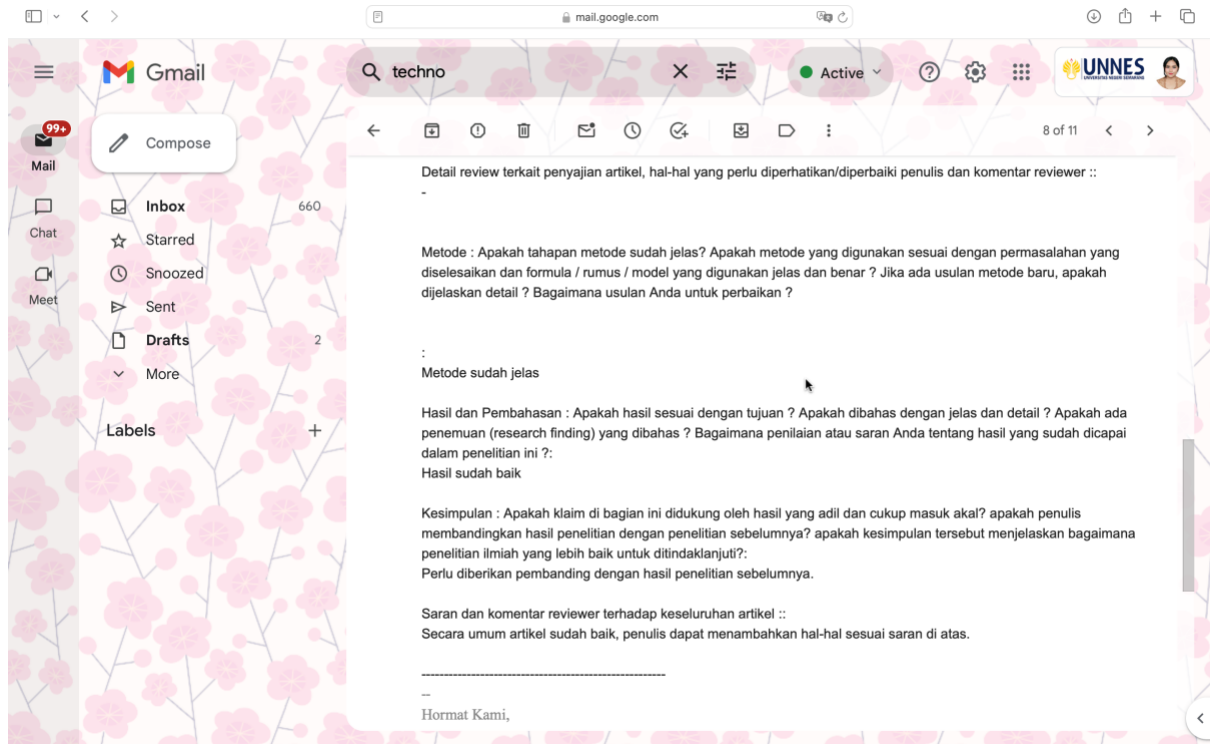 mail.google.com
Gmail
techno
Active
UNNES
UNIVERSITAS NEGERI SEMARANG
99+
Mail
Chat
Meet
Compose
Inbox 660
Starred
Snoozed
Sent
Drafts 2
More
Labels
8 of 11
Detail review terkait penyajian artikel, hal-hal yang perlu diperhatikan/diperbaiki penulis dan komentar reviewer ::
-
Metode : Apakah tahapan metode sudah jelas? Apakah metode yang digunakan sesuai dengan permasalahan yang
diselesaikan dan formula / rumus / model yang digunakan jelas dan benar ? Jika ada usulan metode baru, apakah
dijelaskan detail ? Bagaimana usulan Anda untuk perbaikan ?
:
Metode sudah jelas
Hasil dan Pembahasan : Apakah hasil sesuai dengan tujuan ? Apakah dibahas dengan jelas dan detail ? Apakah ada
penemuan (research finding) yang dibahas ? Bagaimana penilaian atau saran Anda tentang hasil yang sudah dicapai
dalam penelitian ini ?:
Hasil sudah baik
Kesimpulan : Apakah klaim di bagian ini didukung oleh hasil yang adil dan cukup masuk akal? apakah penulis
membandingkan hasil penelitian dengan penelitian sebelumnya? apakah kesimpulan tersebut menjelaskan bagaimana
penelitian ilmiah yang lebih baik untuk ditindaklanjuti?:
Perlu diberikan pembanding dengan hasil penelitian sebelumnya.
Saran dan komentar reviewer terhadap keseluruhan artikel ::
Secara umum artikel sudah baik, penulis dapat menambahkan hal-hal sesuai saran di atas.
------------------------------------------------------
--
Hormat Kami,